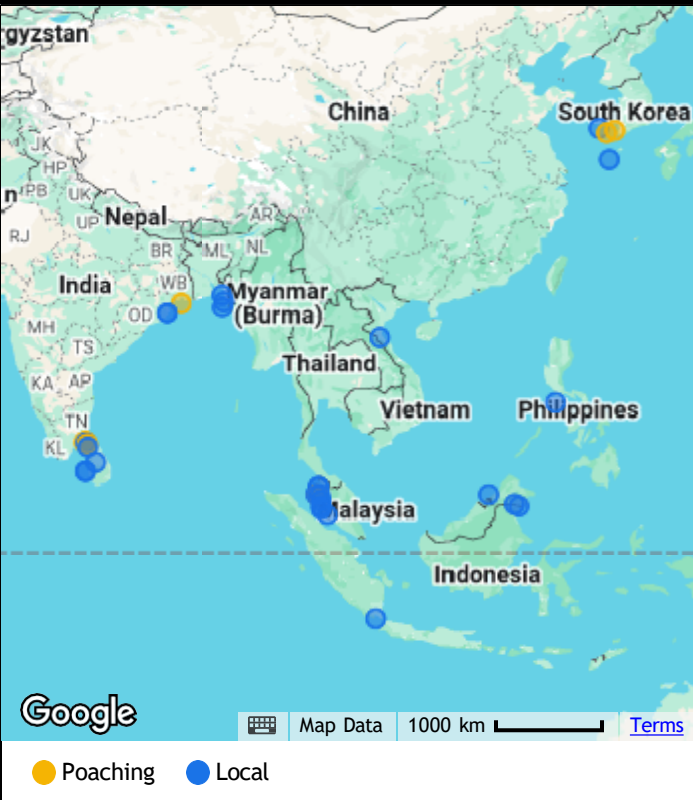 gyzstan
China
South Korea
JK
HP
n
PB
UK
AR
UP
Nepal
RJ
BR
ML
NL
India
WB
Myanmar
(Burma)
OD
MH
TS
Thailand
KA
AP
Vietnam
Philippines
TN
KL
alaysia
Indonesia
Google
Map Data
1000 km
Terms
Poaching
Local